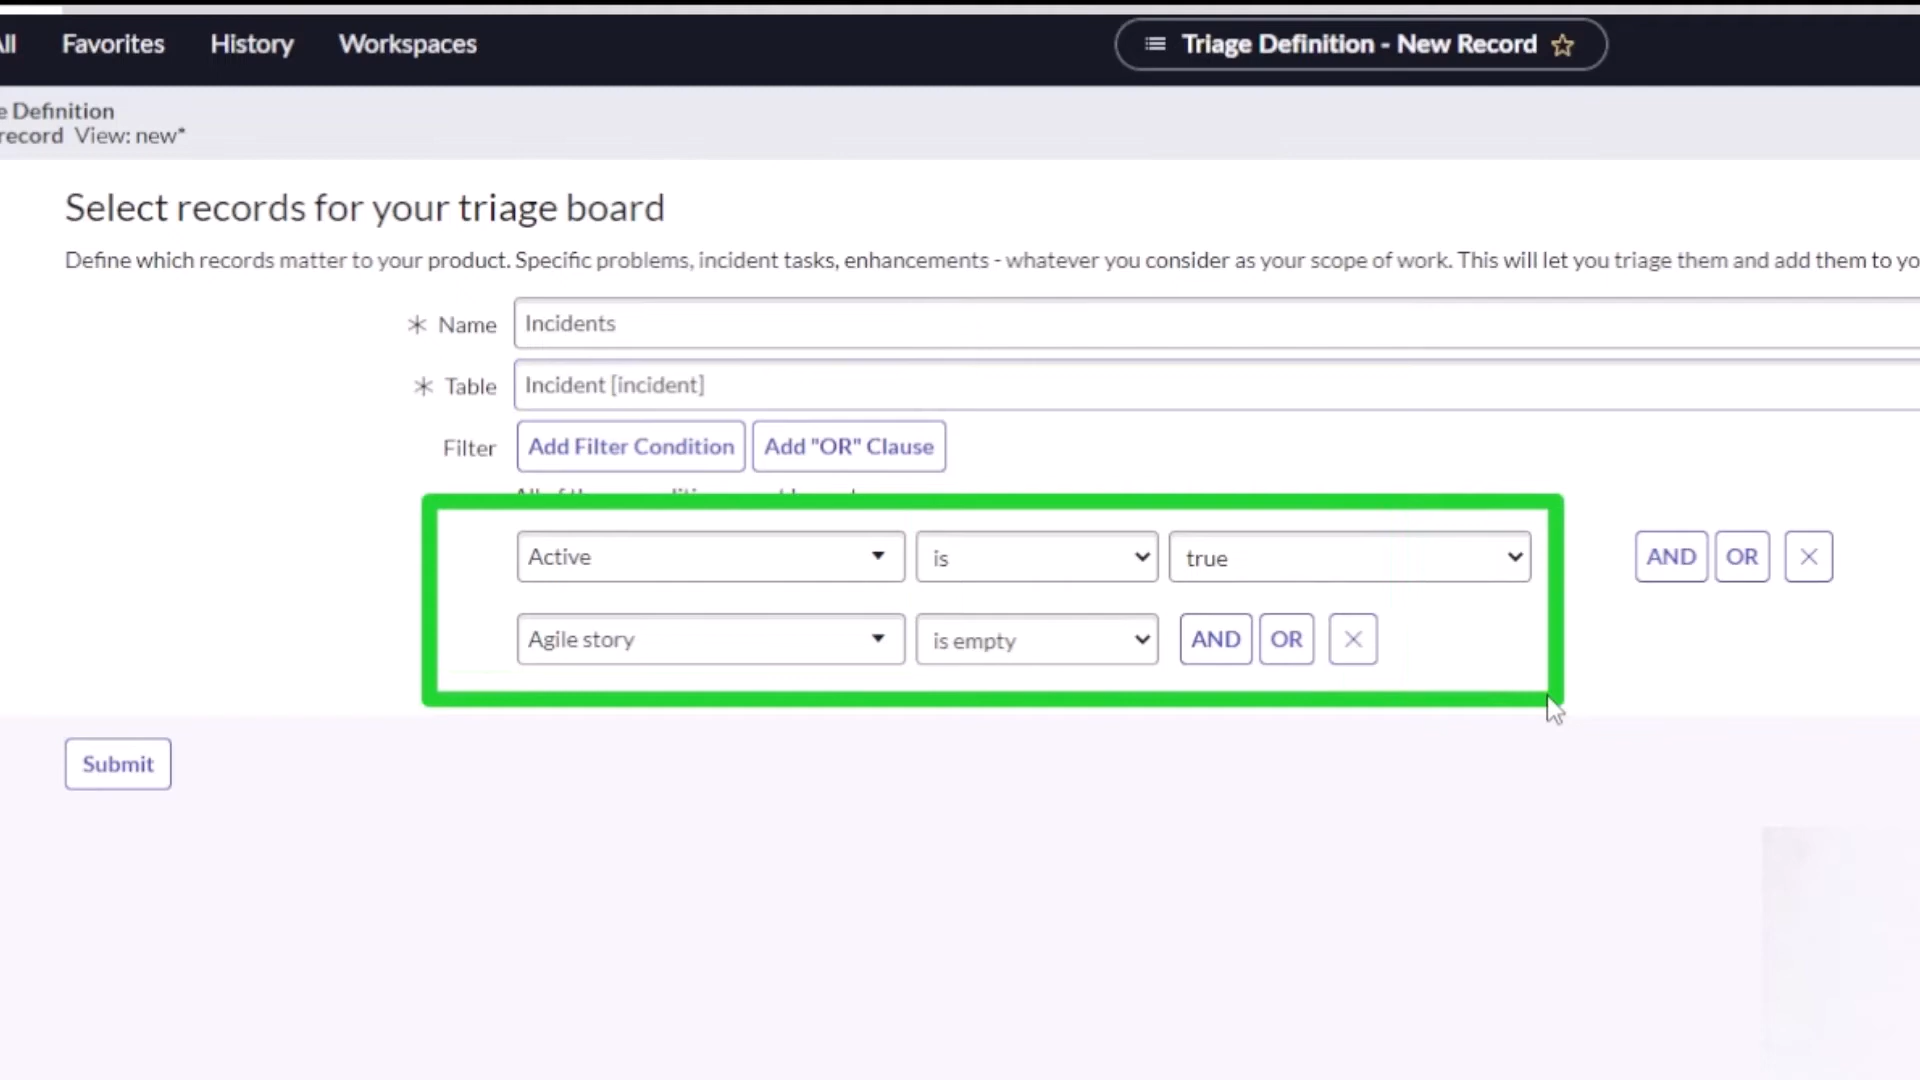 Favorites History Workspaces Triage Definition - New Record
Definition
record View: new*
Select records for your triage board
Define which records matter to your product. Specific problems, incident tasks, enhancements - whatever you consider as your scope of work. This will let you triage them and add them to
* Name Incidents
* Table Incident [incident]
Filter Add Filter Condition Add "OR" Clause
Active is true AND OR
Agile story is empty AND OR
Submit